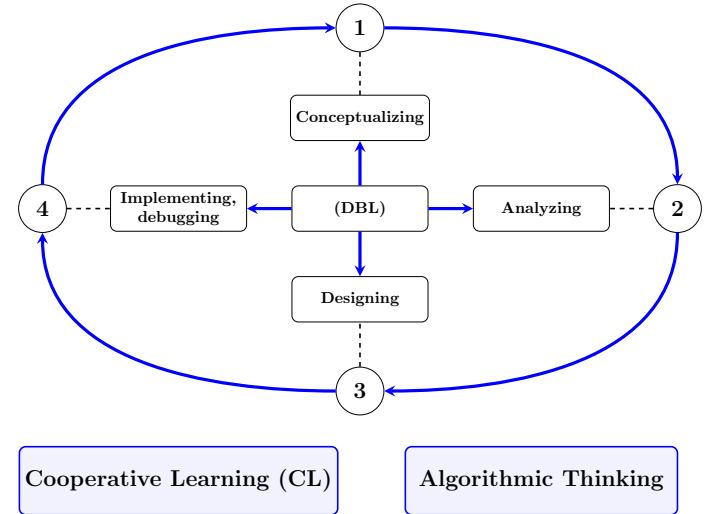 1
Conceptualizing
4
Implementing,
debugging
(DBL)
Analyzing
2
Designing
3
Cooperative Learning (CL)
Algorithmic Thinking